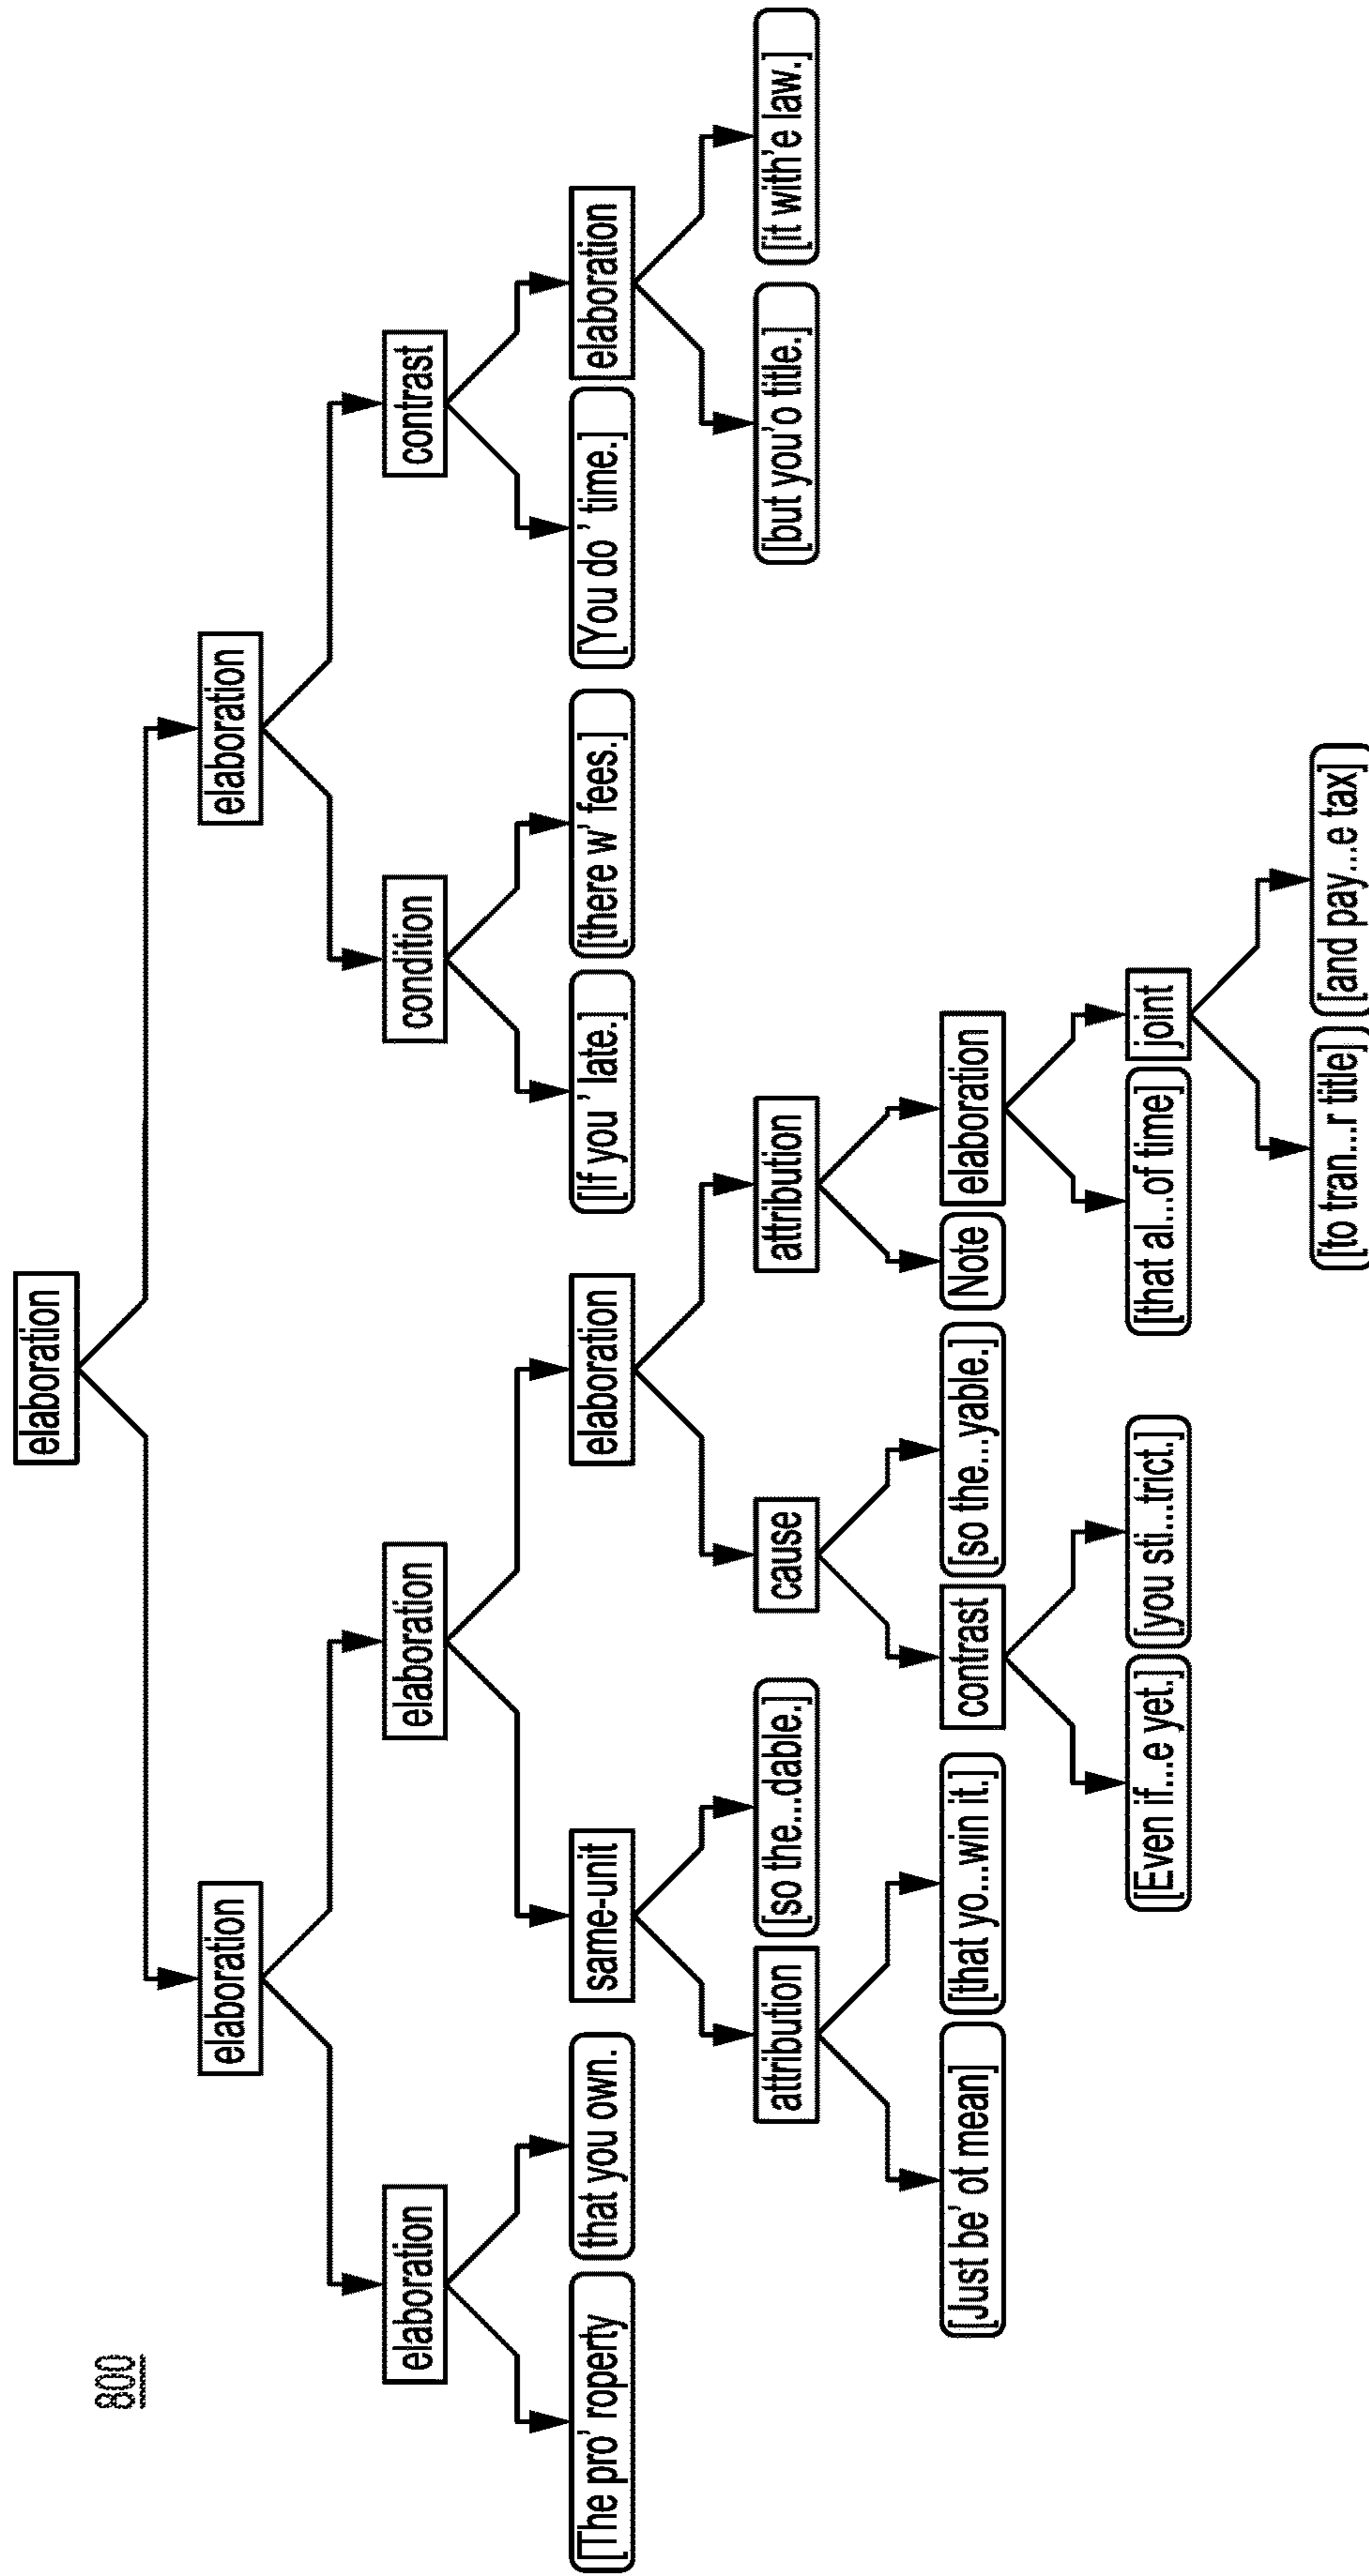 800
elaboration
elaboration
elaboration
elaboration
elaboration
condition
contrast
[The pro' roperty
that you own.
same-unit
elaboration
[If you ' late.]
[there w' fees.]
[You do ' time.]
elaboration
attribution
[so the...dable.]
cause
attribution
[but you'o title.]
[it with'e law.]
[Just be' ot mean]
[that yo...win it.]
contrast
[so the...yable.]
Note
elaboration
[Even if...e yet.]
[you sti...trict.]
[that al...of time]
joint
[to tran...r title]
[and pay...e tax]